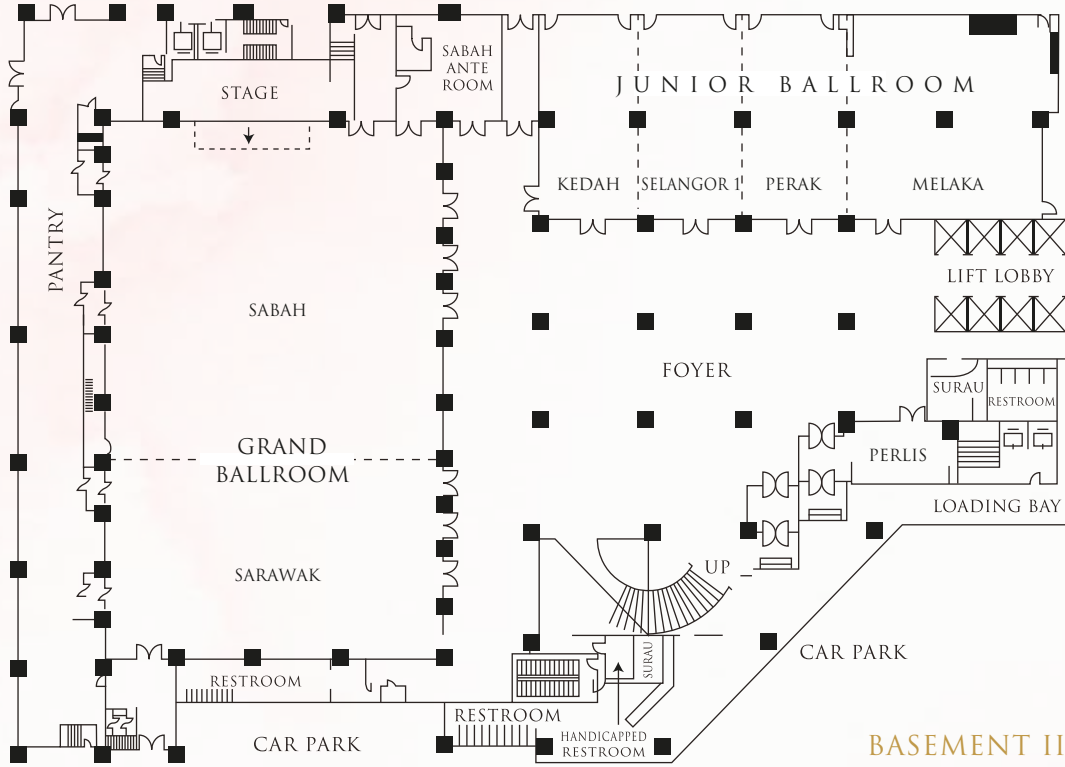 SABAH
ANTE
ROOM
STAGE
JUNIOR BALLROOM
KEDAH
SELANGOR 1
PERAK
MELAKA
PANTRY
LIFT LOBBY
SABAH
FOYER
SURAU
RESTROOM
GRAND
BALLROOM
PERLIS
LOADING BAY
SARAWAK
UP
CAR PARK
SURAU
RESTROOM
RESTROOM
HANDICAPPED
RESTROOM
CAR PARK
BASEMENT II